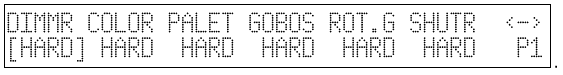 DIMMR COLOR PALET GOBOS ROT.G SHUTR <->
[HARD] HARD HARD HARD HARD HARD P1
.